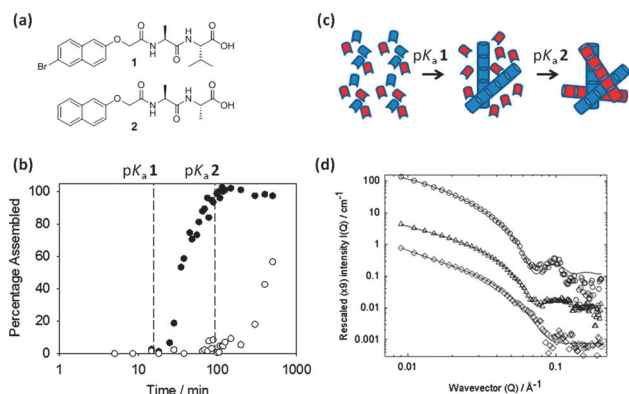 (a)
O
H
N
O
N
H
O
OH
Br
1
O
H
N
O
N
H
O
OH
2
(c)
pKa 1
pKa 2
(b)
pKa 1
pKa 2
Percentage Assembled
100
80
60
40
20
0
1
10
100
1000
Time / min
(d)
Rescaled (x9) intensity I(Q) / cm-1
100
10
1
0.1
0.01
0.001
0.01
0.1
Wavevector (Q) / Å-1